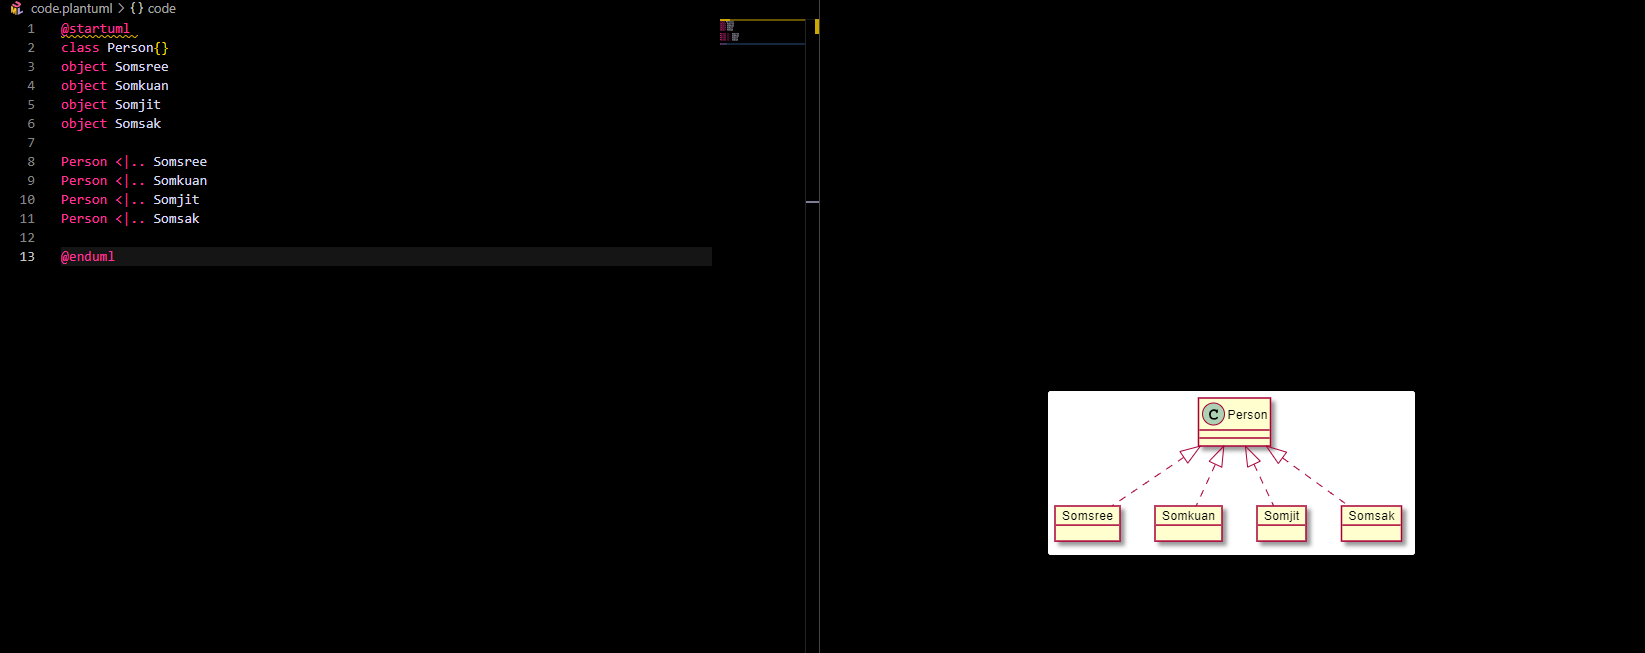 code.plantuml > {} code
1 @startuml
2 class Person{}
3 object Somsree
4 object Somkuan
5 object Somjit
6 object Somsak
7
8 Person <|.. Somsree
9 Person <|.. Somkuan
10 Person <|.. Somjit
11 Person <|.. Somsak
12
13 @enduml
C Person
Somsree Somkuan Somjit Somsak